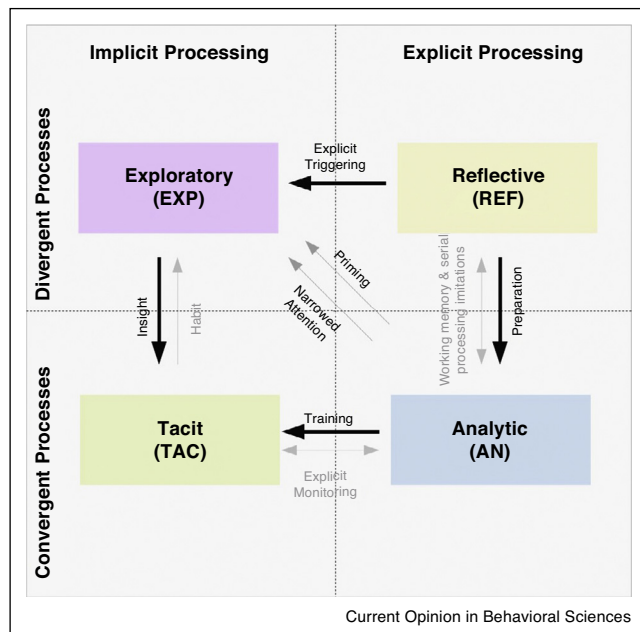 Implicit Processing
Explicit Processing
Divergent Processes
Convergent Processes
Exploratory
(EXP)
Explicit
Triggering
Reflective
(REF)
Priming
Narrowed
Attention
Insight
Habit
Working memory & serial
processing imitations
Preparation
Tacit
(TAC)
Training
Explicit
Monitoring
Analytic
(AN)
Current Opinion in Behavioral Sciences